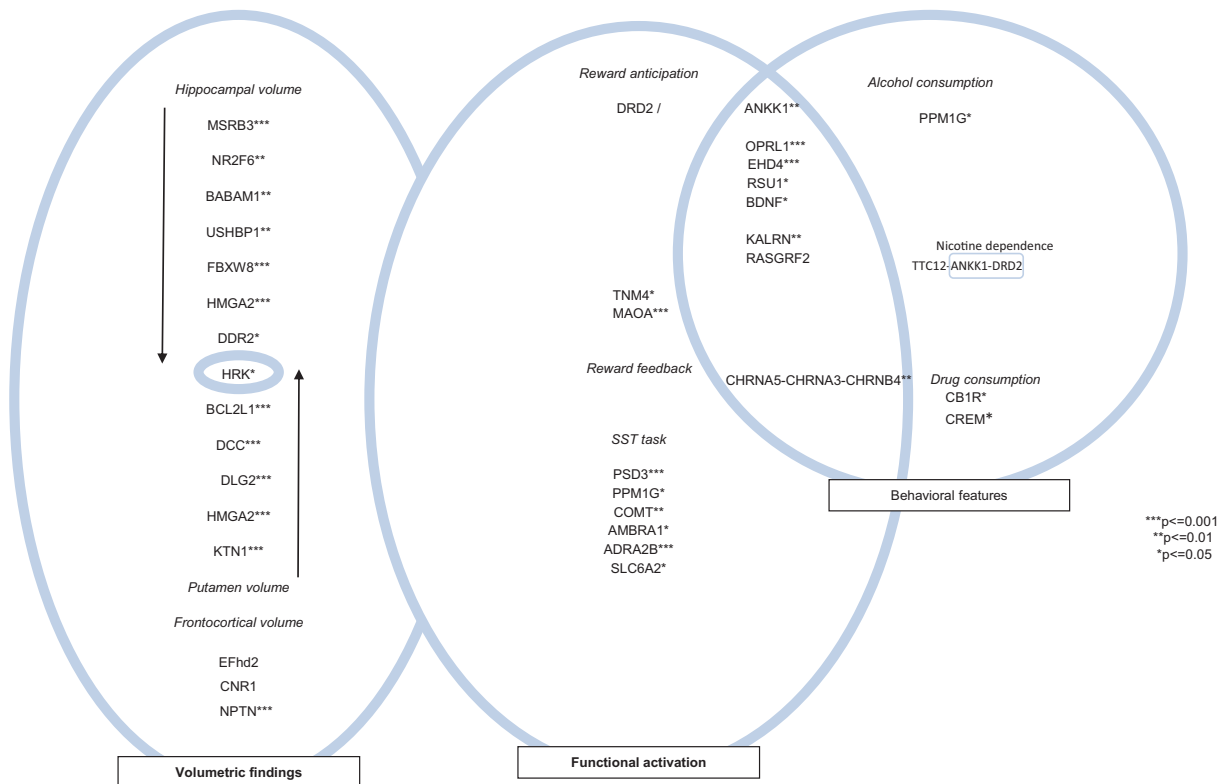 Hippocampal volume
MSRB3***
NR2F6**
BABAM1**
USHBP1**
FBXW8***
HMGA2***
DDR2*
HRK*
BCL2L1***
DCC***
DLG2***
HMGA2***
KTN1***
Putamen volume
Frontocortical volume
EFhd2
CNR1
NPTN***
Volumetric findings
Reward anticipation
DRD2 /
ANKK1**
OPRL1***
EHD4***
RSU1*
BDNF*
KALRN**
RASGRF2
TNM4*
MAOA***
Reward feedback
CHRNA5-CHRNA3-CHRNB4**
SST task
PSD3***
PPM1G*
COMT**
AMBRA1*
ADRA2B***
SLC6A2*
Functional activation
Alcohol consumption
PPM1G*
Nicotine dependence
TTC12-ANKK1-DRD2
Drug consumption
CB1R*
CREM*
Behavioral features
***p<=0.001
**p<=0.01
*p<=0.05